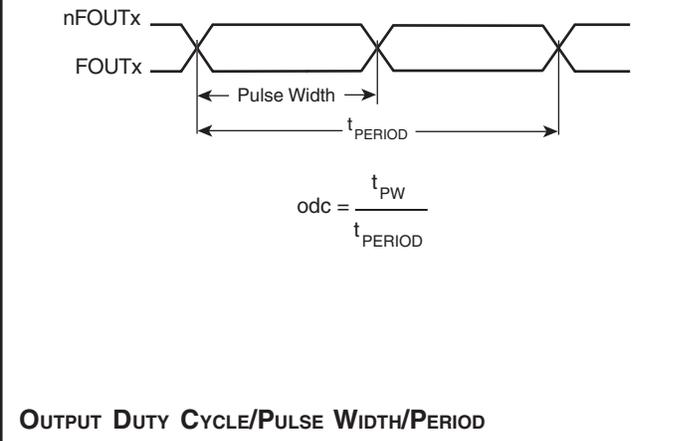 nFOUTx
FOUTx
Pulse Width
tPERIOD
odc =
tPW
tPERIOD
OUTPUT DUTY CYCLE/PULSE WIDTH/PERIOD